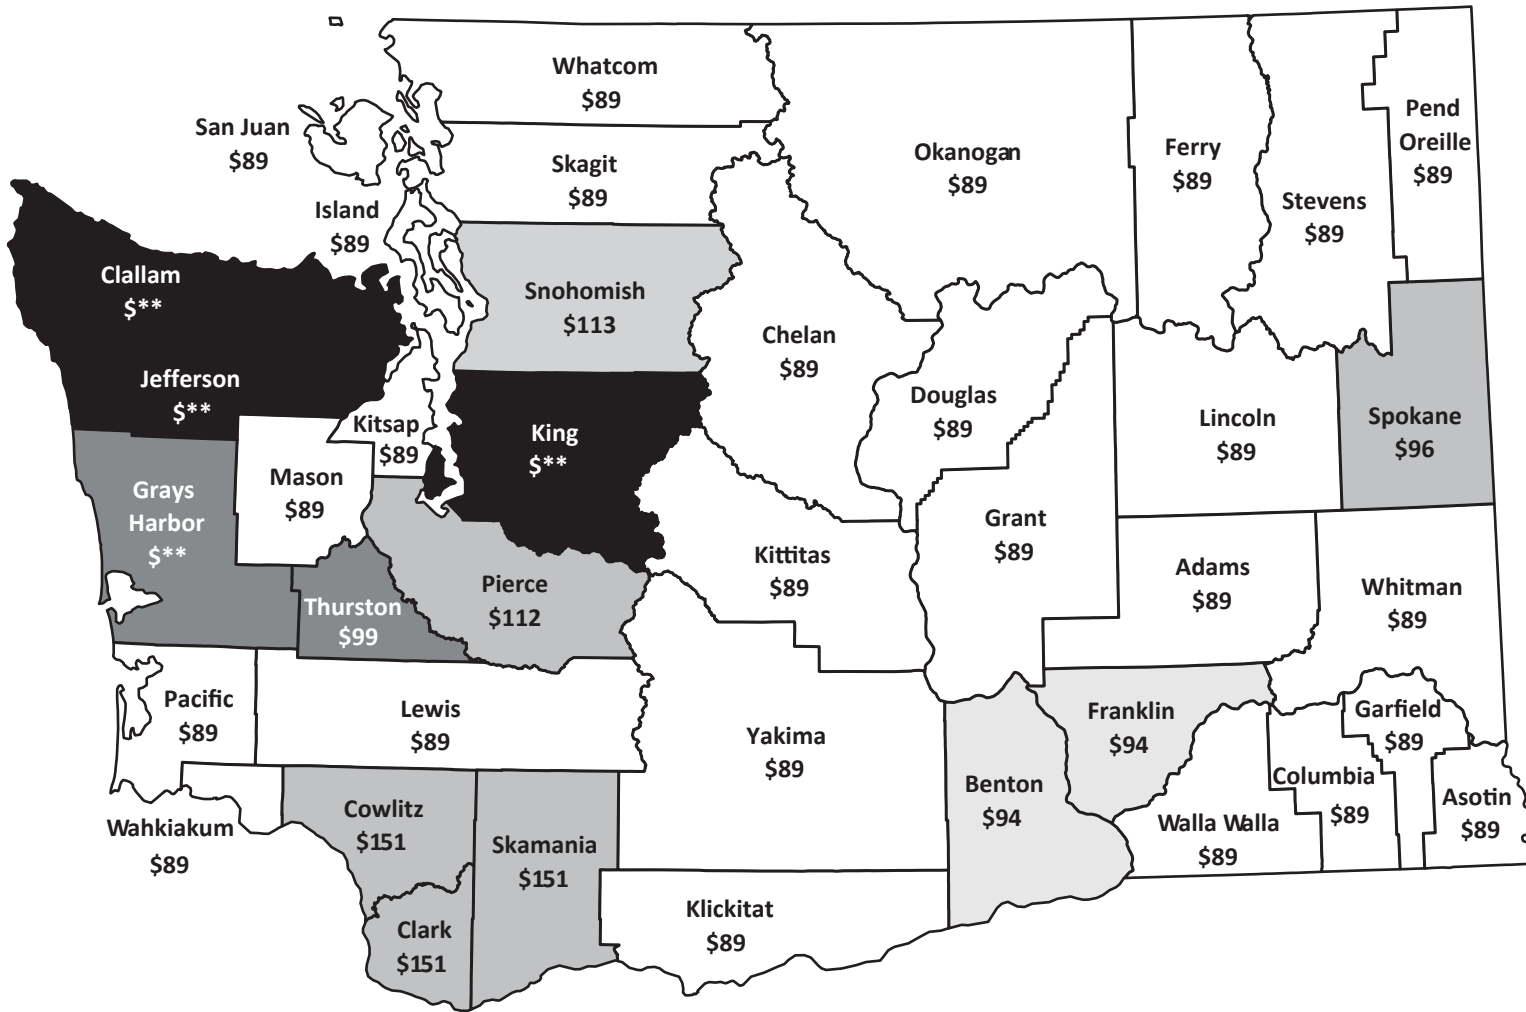 Whatcom
$89
San Juan
$89
Skagit
$89
Island
$89
Okanogan
$89
Ferry
$89
Stevens
$89
Pend
Oreille
$89
Clallam
$**
Jefferson
$**
Snohomish
$113
Chelan
$89
Douglas
$89
Lincoln
$89
Spokane
$96
Kitsap
$89
King
$**
Mason
$89
Grays
Harbor
$**
Thurston
$99
Pierce
$112
Kittitas
$89
Grant
$89
Adams
$89
Whitman
$89
Pacific
$89
Lewis
$89
Yakima
$89
Benton
$94
Franklin
$94
Garfield
$89
Columbia
$89
Asotin
$89
Walla Walla
$89
Wahkiakum
$89
Cowlitz
$151
Skamania
$151
Clark
$151
Klickitat
$89